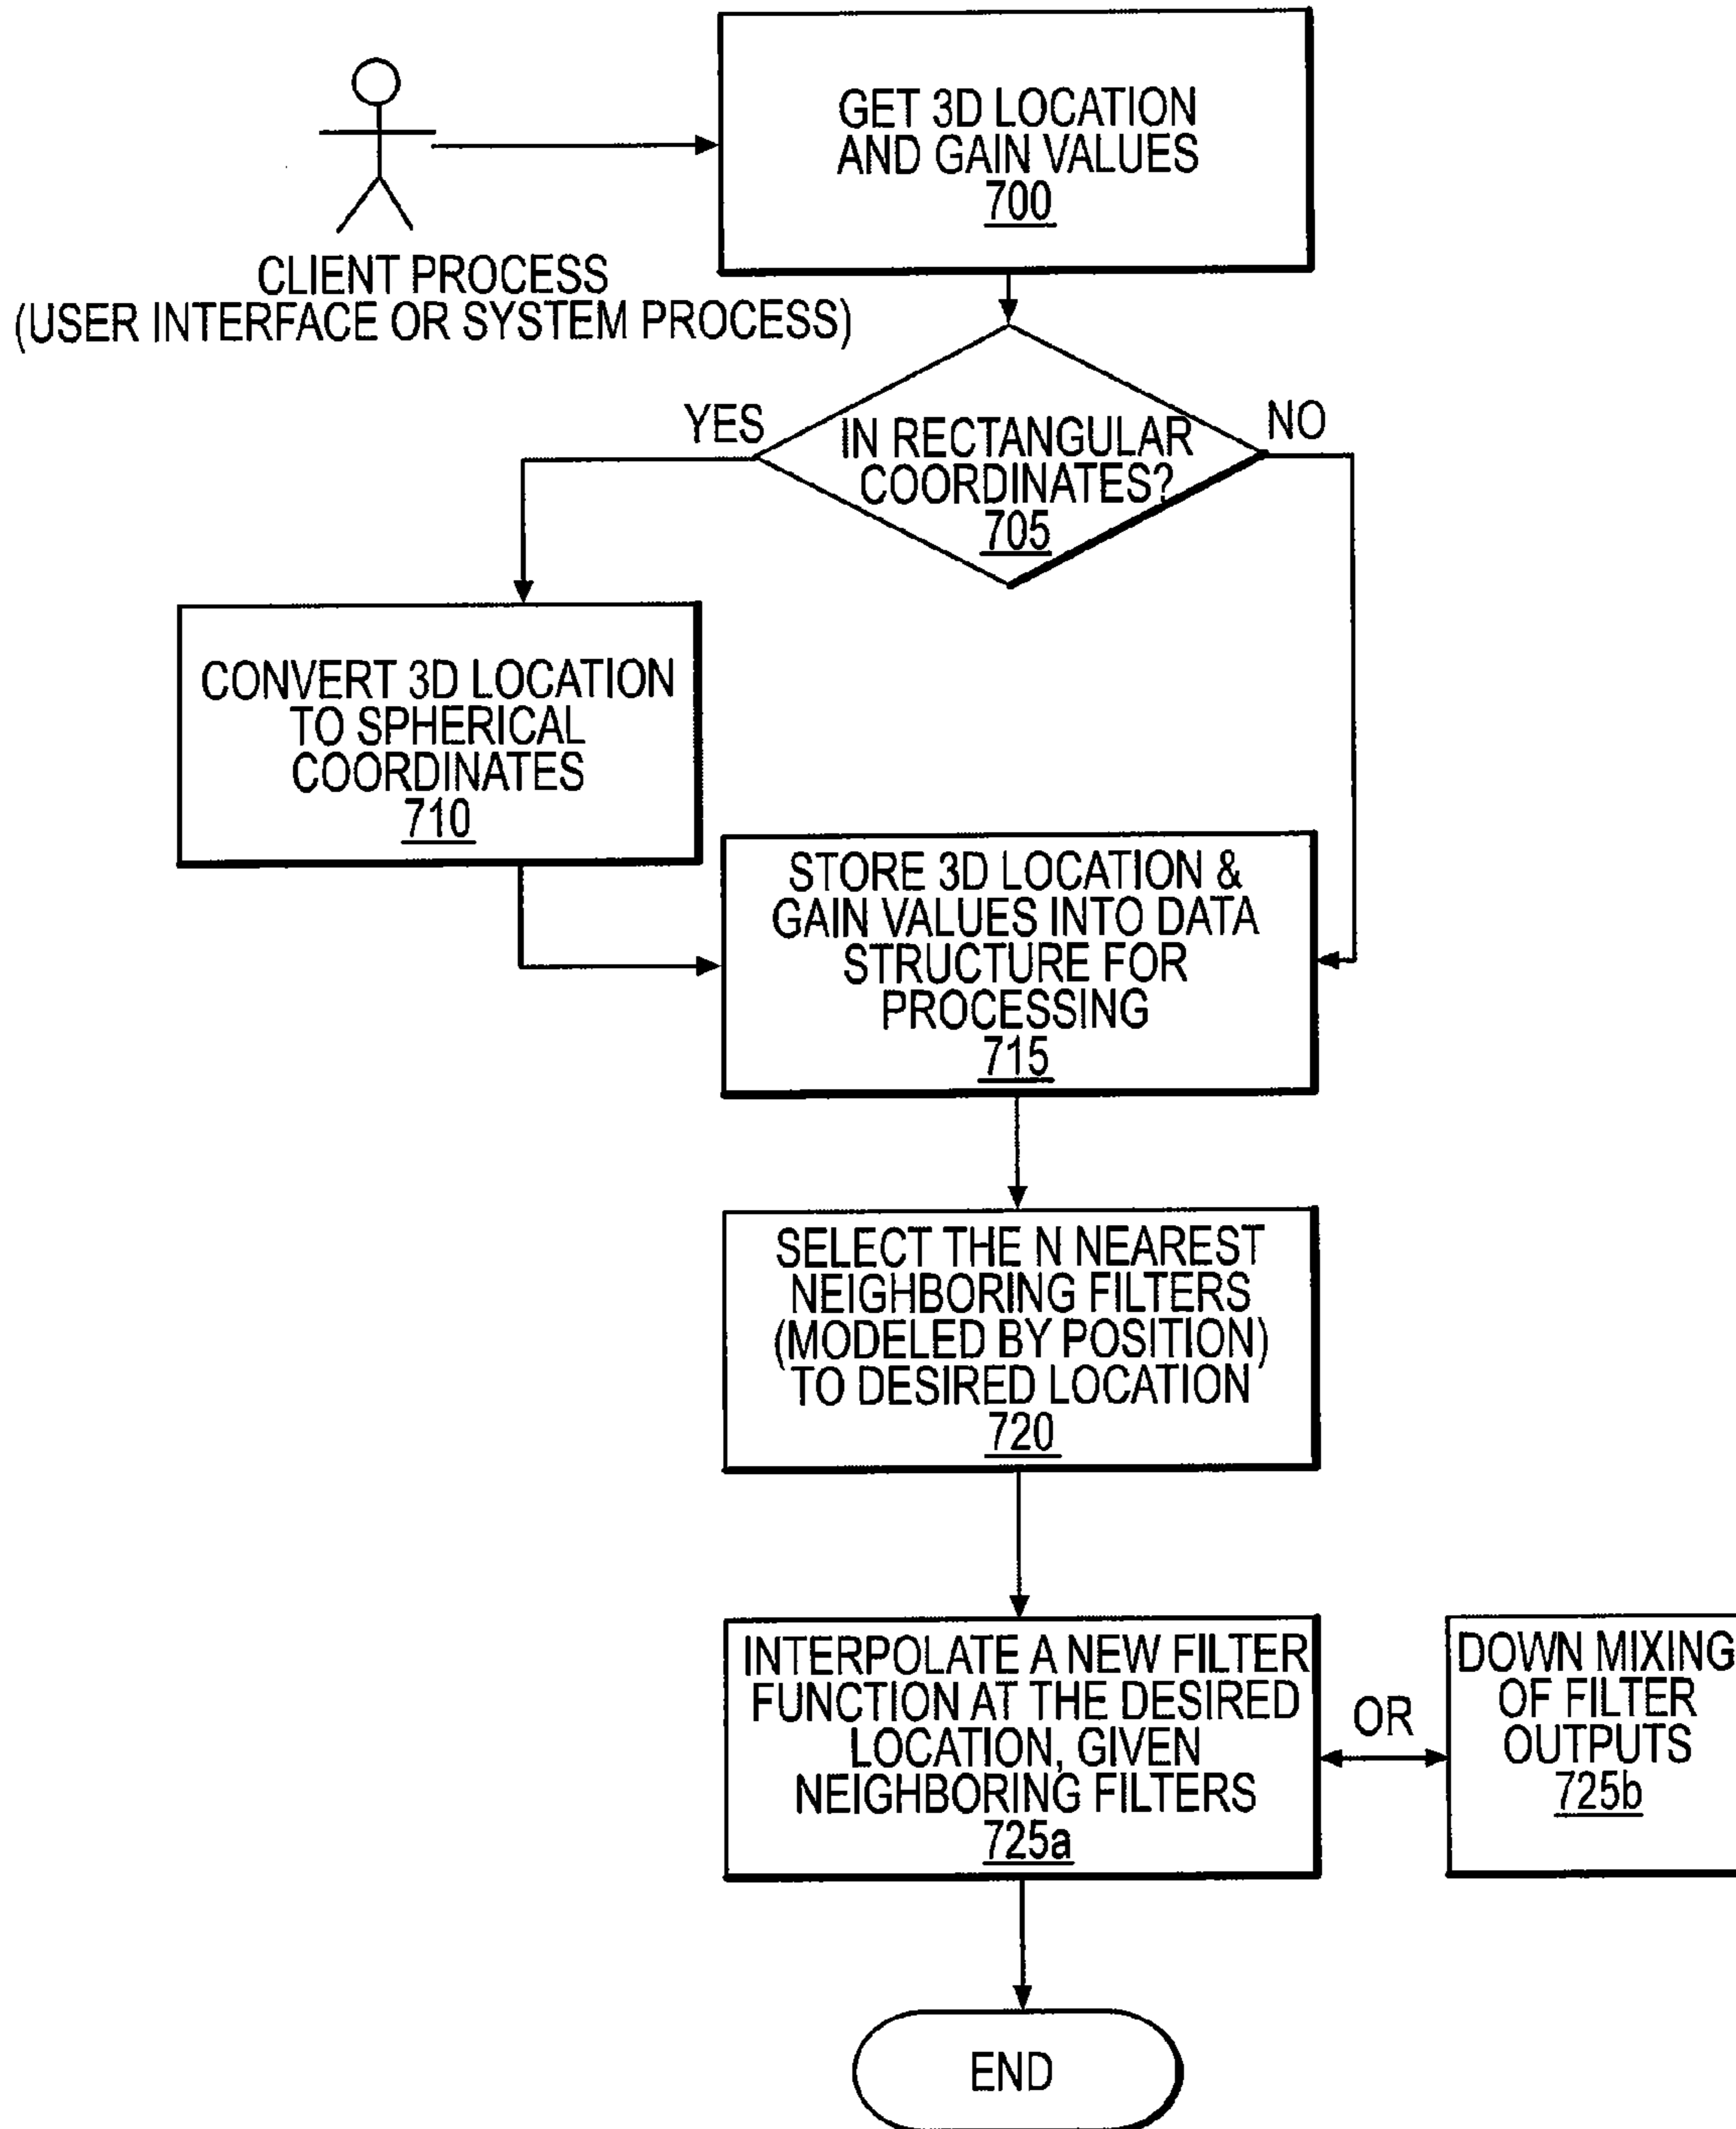 GET 3D LOCATION
AND GAIN VALUES
700
CLIENT PROCESS
(USER INTERFACE OR SYSTEM PROCESS)
YES
IN RECTANGULAR
COORDINATES?
705
NO
CONVERT 3D LOCATION
TO SPHERICAL
COORDINATES
710
STORE 3D LOCATION &
GAIN VALUES INTO DATA
STRUCTURE FOR
PROCESSING
715
SELECT THE N NEAREST
NEIGHBORING FILTERS
(MODELED BY POSITION)
TO DESIRED LOCATION
720
INTERPOLATE A NEW FILTER
FUNCTION AT THE DESIRED
LOCATION, GIVEN
NEIGHBORING FILTERS
725a
OR
DOWN MIXING
OF FILTER
OUTPUTS
725b
END